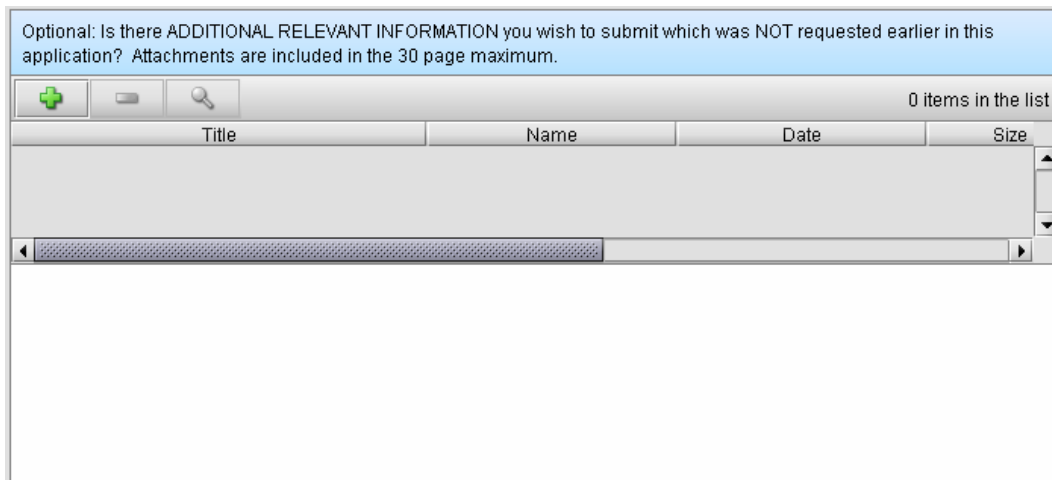 Optional: Is there ADDITIONAL RELEVANT INFORMATION you wish to submit which was NOT requested earlier in this
application?  Attachments are included in the 30 page maximum.
0 items in the list
Title Name Date Size